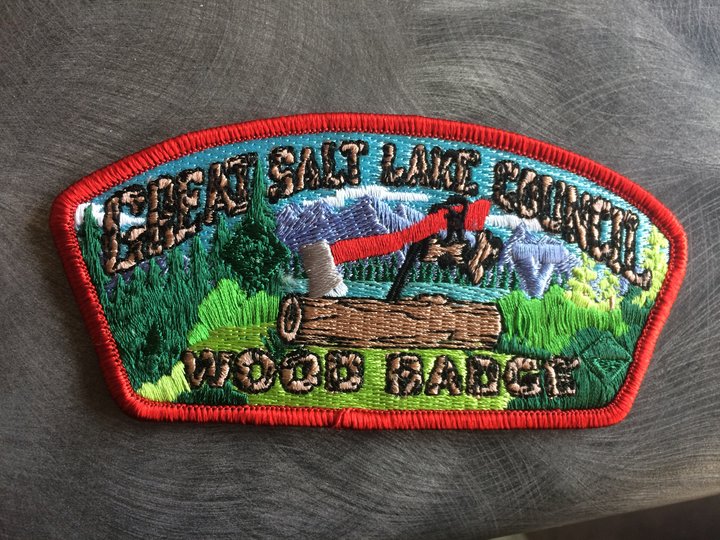 GREAT SALT LAKE COUNCIL
WOOD BADGE